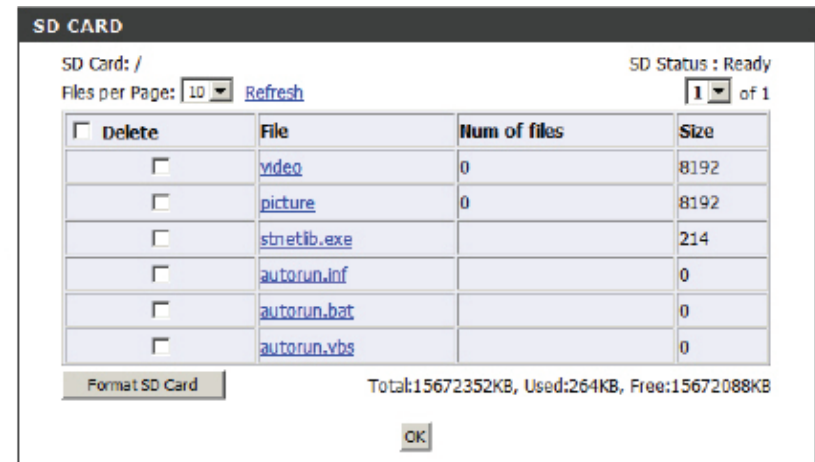 SD CARD
SD Card: / SD Status : Ready
Files per Page: 10 Refresh 1 of 1
Delete File Num of files Size
video 0 8192
picture 0 8192
stnetlib.exe 214
autorun.inf 0
autorun.bat 0
autorun.vbs 0
Format SD Card Total:15672352KB, Used:264KB, Free:15672088KB
OK